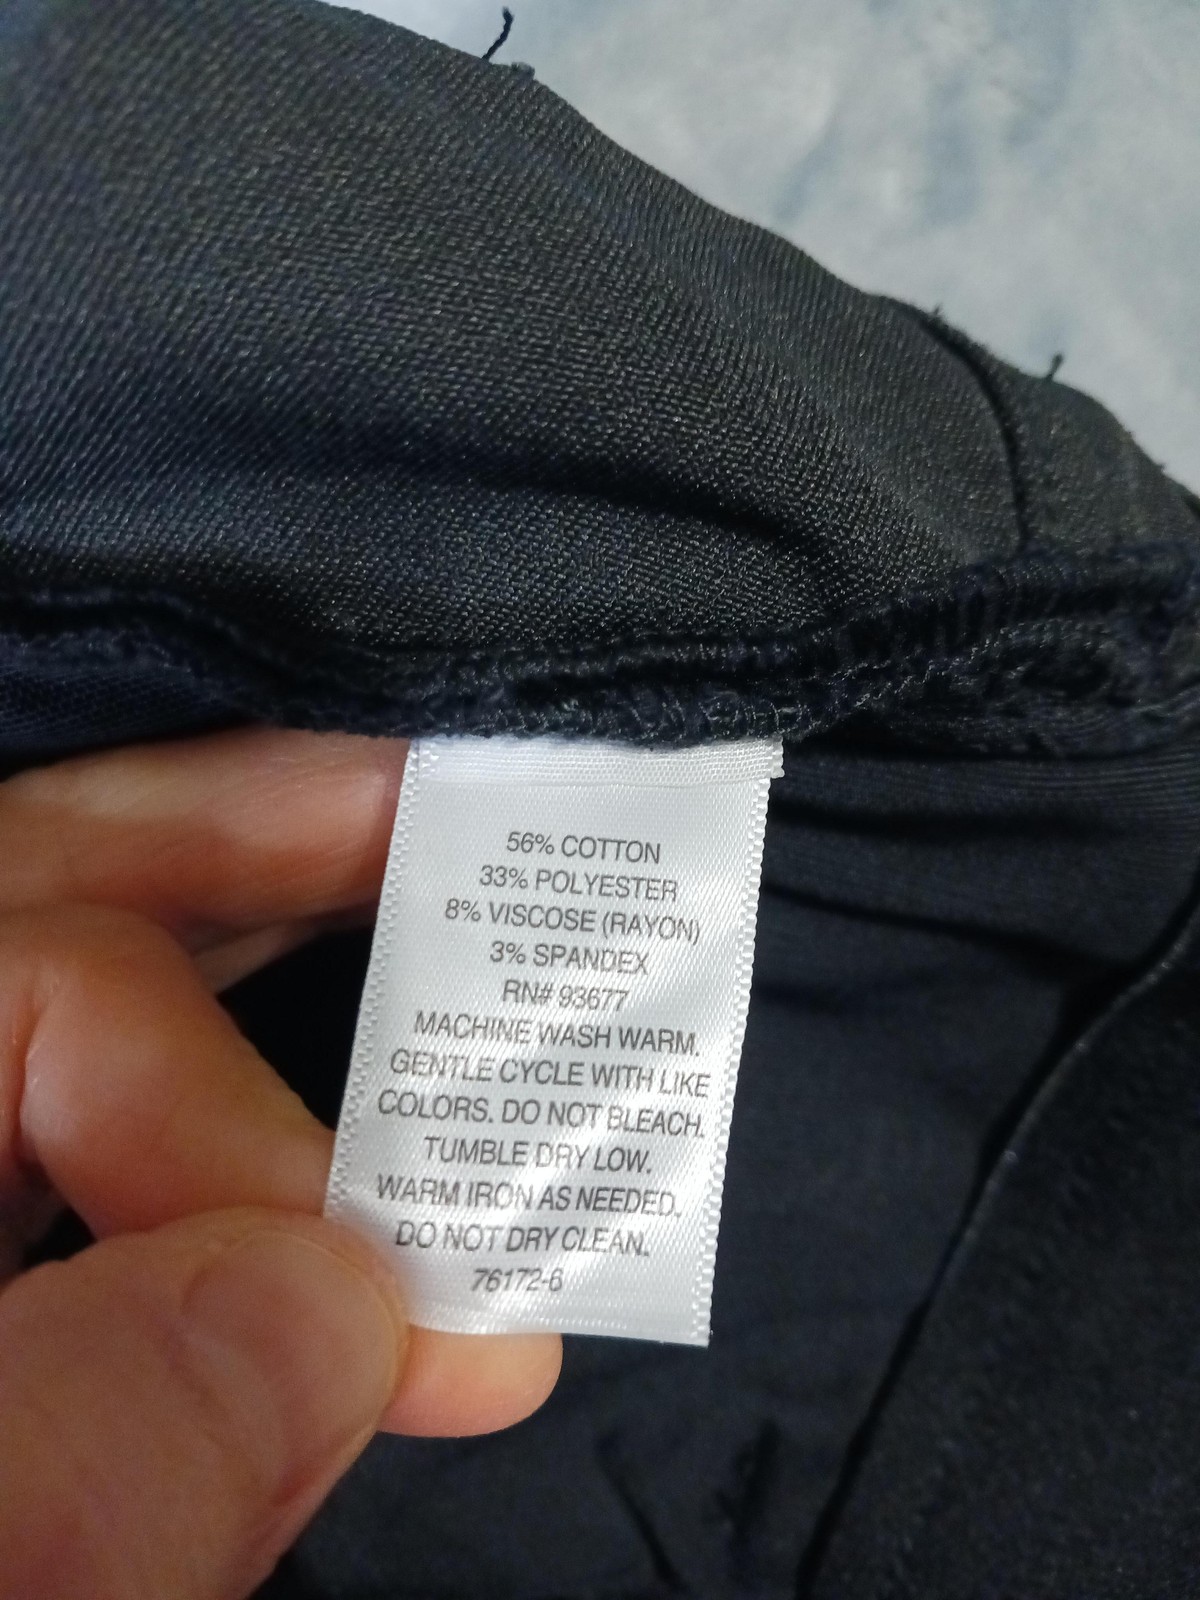 56% COTTON
33% POLYESTER
8% VISCOSE (RAYON)
3% SPANDEX
RN# 93677
MACHINE WASH WARM.
GENTLE CYCLE WITH LIKE
COLORS. DO NOT BLEACH.
TUMBLE DRY LOW.
WARM IRON AS NEEDED.
DO NOT DRY CLEAN.
76172-6